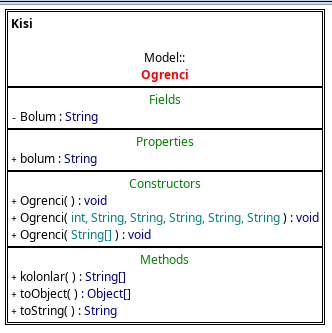 Kisi
Model::
Ogrenci
Fields
- Bolum : String
Properties
+ bolum : String
Constructors
+ Ogrenci( ) : void
+ Ogrenci( int, String, String, String, String, String ) : void
+ Ogrenci( String[] ) : void
Methods
+ kolonlar( ) : String[]
+ toObject( ) : Object[]
+ toString( ) : String